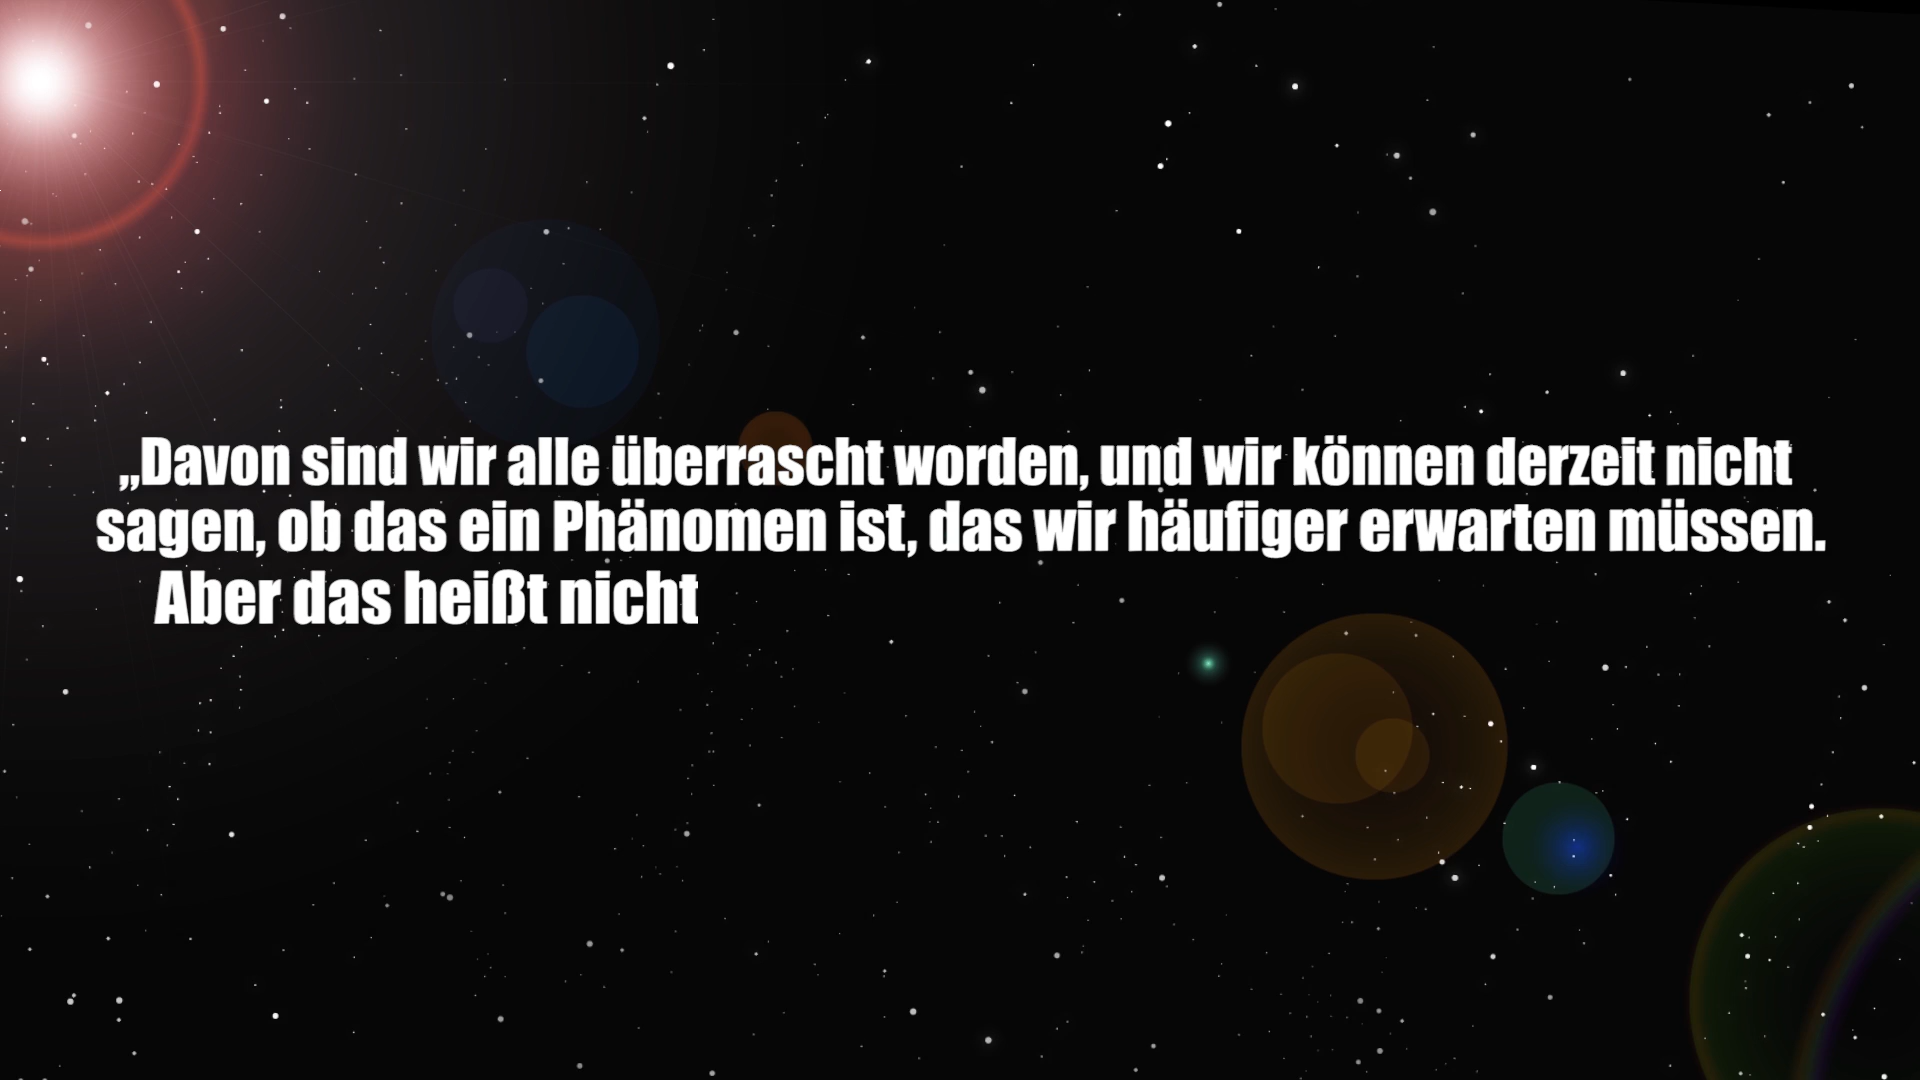 „Davon sind wir alle überrascht worden, und wir können derzeit nicht
sagen, ob das ein Phänomen ist, das wir häufiger erwarten müssen.
Aber das heißt nicht